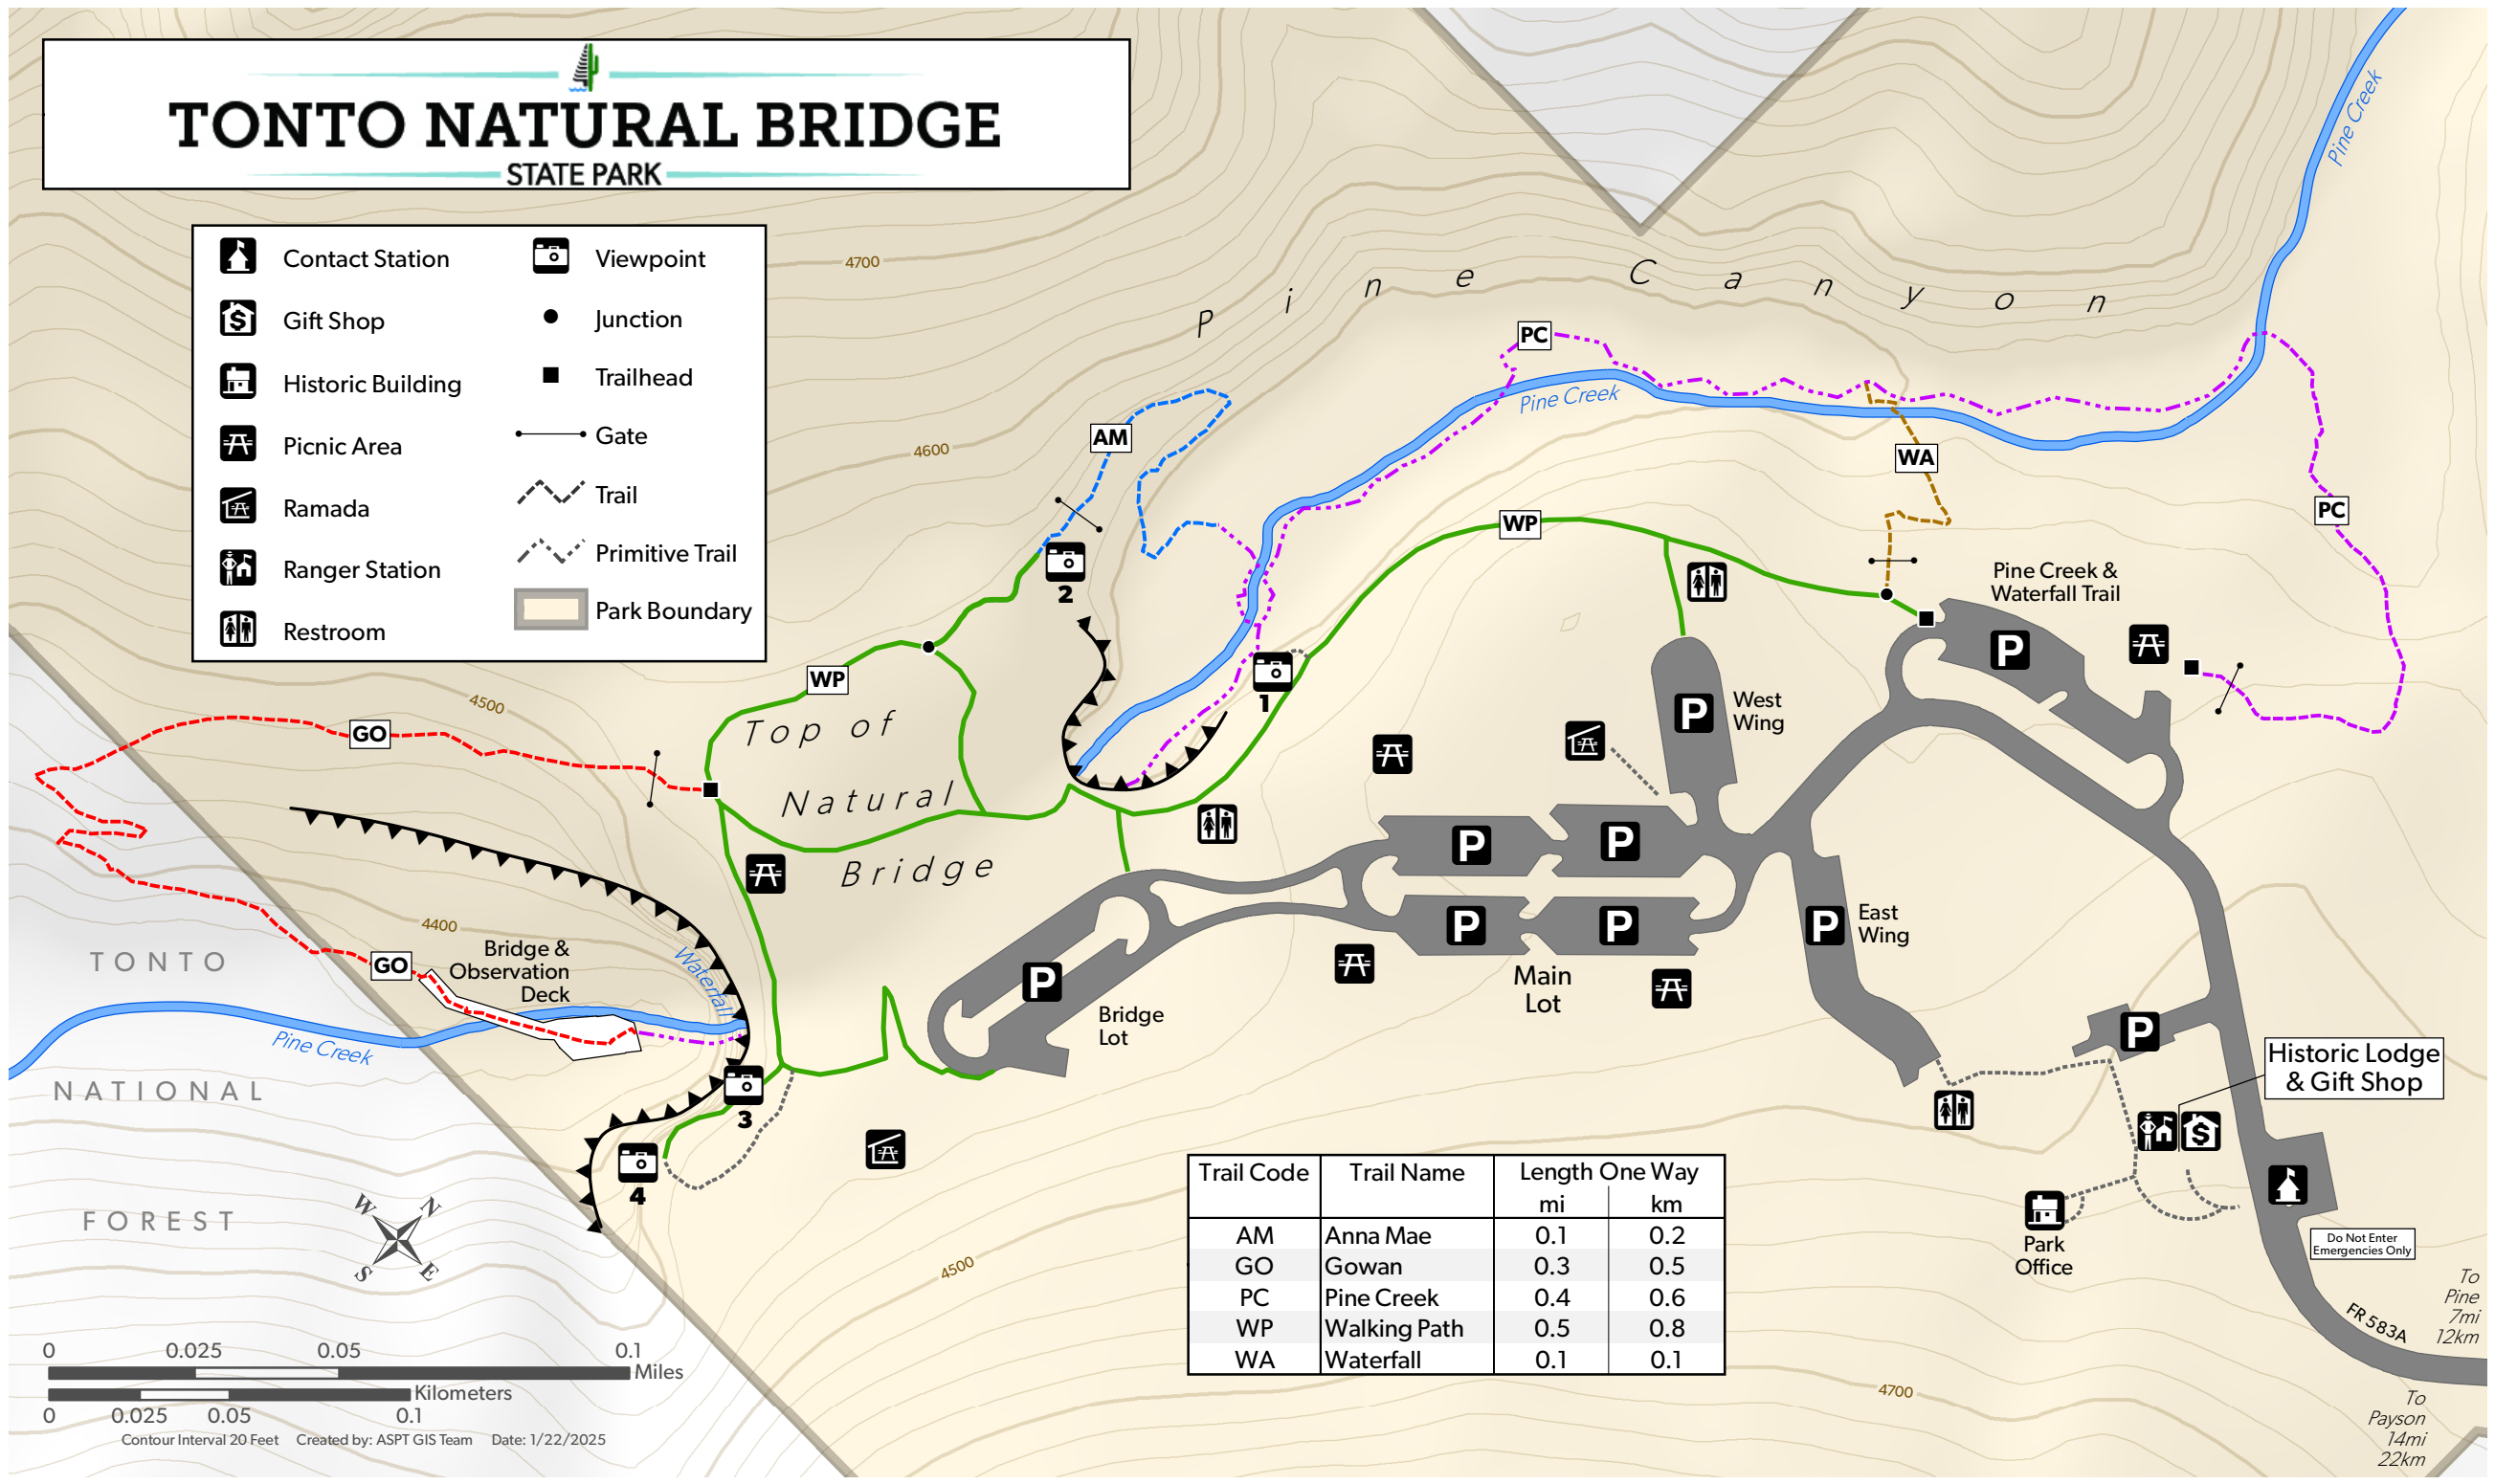 TONTO NATURAL BRIDGE
STATE PARK
Contact Station
Gift Shop
Historic Building
Picnic Area
Ramada
Ranger Station
Restroom
Viewpoint
Junction
Trailhead
Gate
Trail
Primitive Trail
Park Boundary
4700
4600
4500
4400
4500
4700
Pine Canyon
Pine Creek
Pine Creek
Pine Creek
PC
PC
AM
WA
WP
WP
GO
GO
2
1
3
4
Top of
Natural
Bridge
Pine Creek &
Waterfall Trail
P
P
West
Wing
P
P
P
P
P
East
Wing
P
P
Main
Lot
Bridge
Lot
Bridge &
Observation
Deck
Waterfall
TONTO
NATIONAL
FOREST
W
N
S
E
Historic Lodge
& Gift Shop
Park
Office
Do Not Enter
Emergencies Only
FR 583A
To
Pine
7mi
12km
To
Payson
14mi
22km
Trail Code Trail Name Length One Way
mi km
AM Anna Mae 0.1 0.2
GO Gowan 0.3 0.5
PC Pine Creek 0.4 0.6
WP Walking Path 0.5 0.8
WA Waterfall 0.1 0.1
0 0.025 0.05 0.1
Miles
Kilometers
0 0.025 0.05 0.1
Contour Interval 20 Feet Created by: ASPT GIS Team Date: 1/22/2025